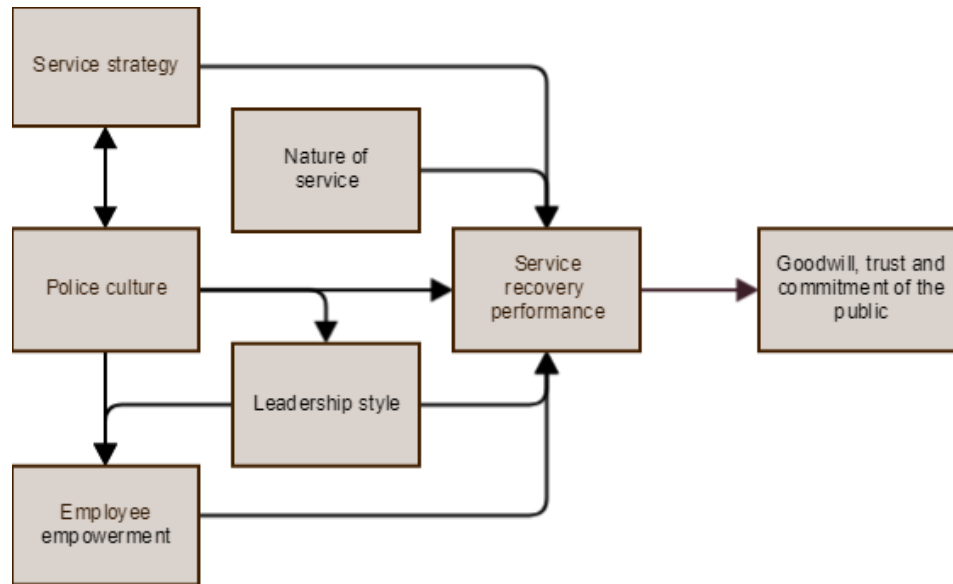 Service strategy
Nature of
service
Police culture
Service
recovery
performance
Goodwill, trust and
commitment of the
public
Leadership style
Employee
empowerment